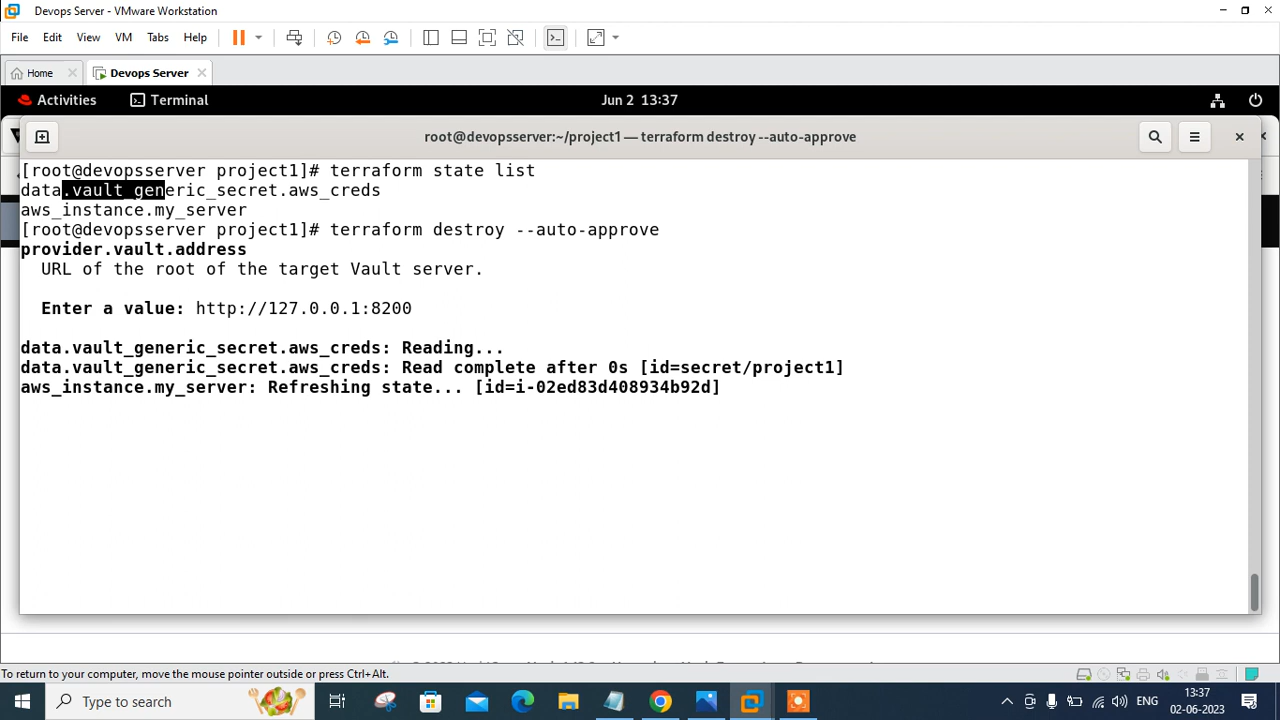 Devops Server - VMware Workstation
File Edit View VM Tabs Help
Home Devops Server
Activities Terminal Jun 2 13:37
root@devopsserver:~/project1 — terraform destroy --auto-approve
[root@devopsserver project1]# terraform state list
data.vault_generic_secret.aws_creds
aws_instance.my_server
[root@devopsserver project1]# terraform destroy --auto-approve
provider.vault.address
URL of the root of the target Vault server.
Enter a value: http://127.0.0.1:8200
data.vault_generic_secret.aws_creds: Reading...
data.vault_generic_secret.aws_creds: Read complete after 0s [id=secret/project1]
aws_instance.my_server: Refreshing state... [id=i-02ed83d408934b92d]
To return to your computer, move the mouse pointer outside or press Ctrl+Alt.
Type here to search
ENG
13:37
02-06-2023